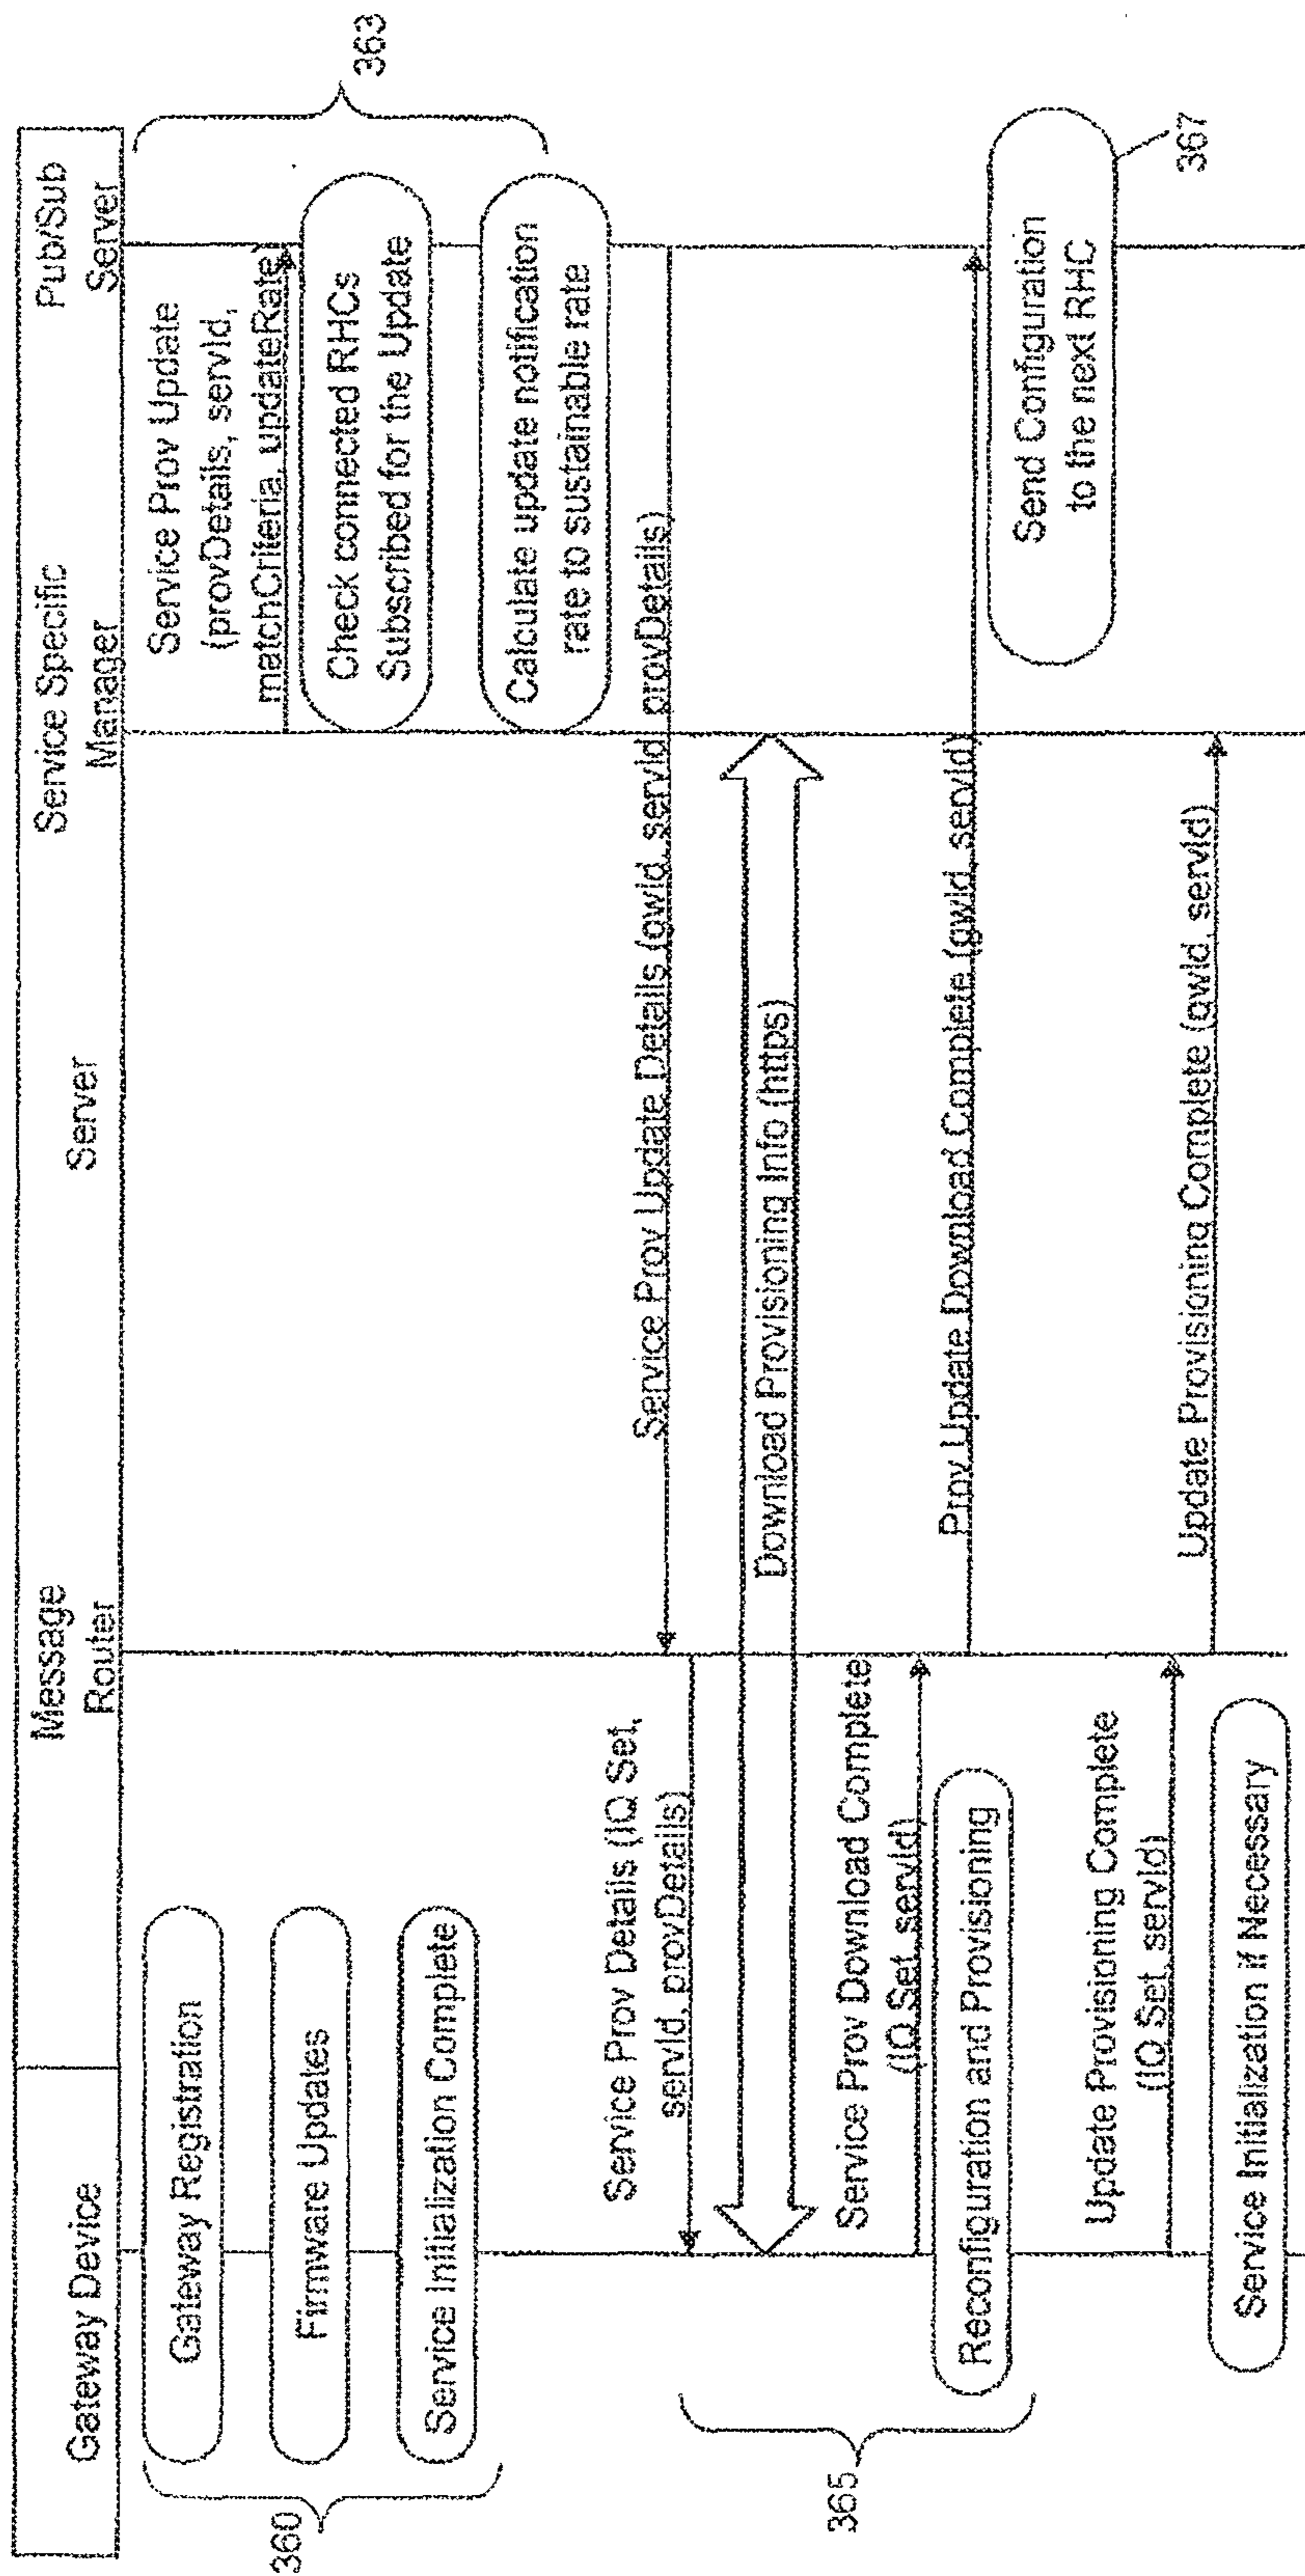 Gateway Device
Message
Router
Server
Service Specific
Manager
Pub/Sub
Server
360
Gateway Registration
Firmware Updates
Service Initialization Complete
Service Prov Update
(provDetails, servId,
matchCriteria, updateRate)
Check connected RHCs
Subscribed for the Update
Calculate update notification
rate to sustainable rate
363
Service Prov Update Details (gwId, servId, provDetails)
Service Prov Details (IQ Set,
servId, provDetails)
Download Provisioning Info (https)
365
Service Prov Download Complete
(IQ Set, servId)
Prov Update Download Complete (gwId, servId)
Reconfiguration and Provisioning
Send Configuration
to the next RHC
367
Update Provisioning Complete
(IQ Set, servId)
Update Provisioning Complete (gwId, servId)
Service Initialization if Necessary